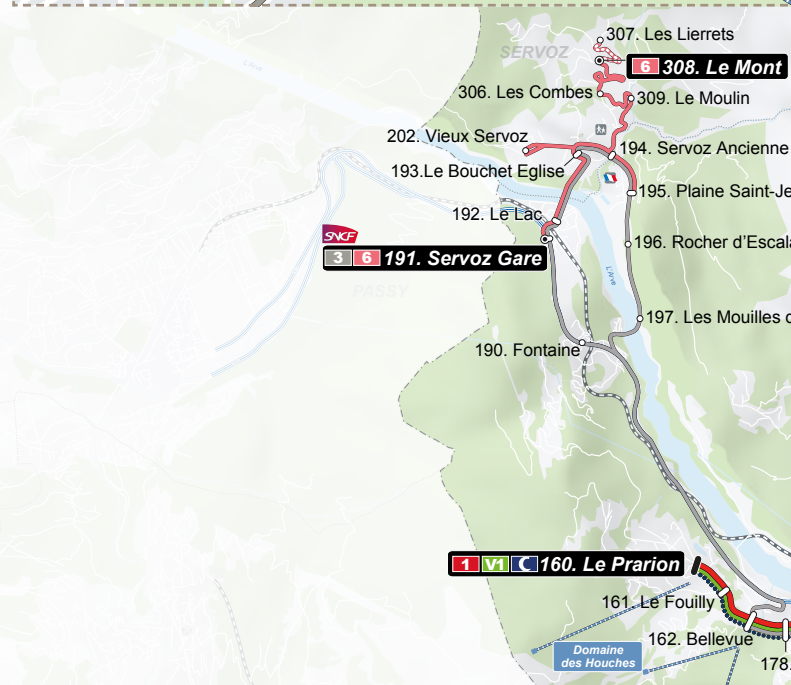 307. Les Lierrets
SERVOZ
6 308. Le Mont
L'Arve
306. Les Combes
309. Le Moulin
202. Vieux Servoz
194. Servoz Ancienne
193.Le Bouchet Eglise
195. Plaine Saint-Je
192. Le Lac
SNCF
196. Rocher d'Escal
3 6 191. Servoz Gare
L'Arve
PASSY
197. Les Mouilles d
190. Fontaine
1 V1 C 160. Le Prarion
161. Le Fouilly
162. Bellevue
Domaine
des Houches
178.